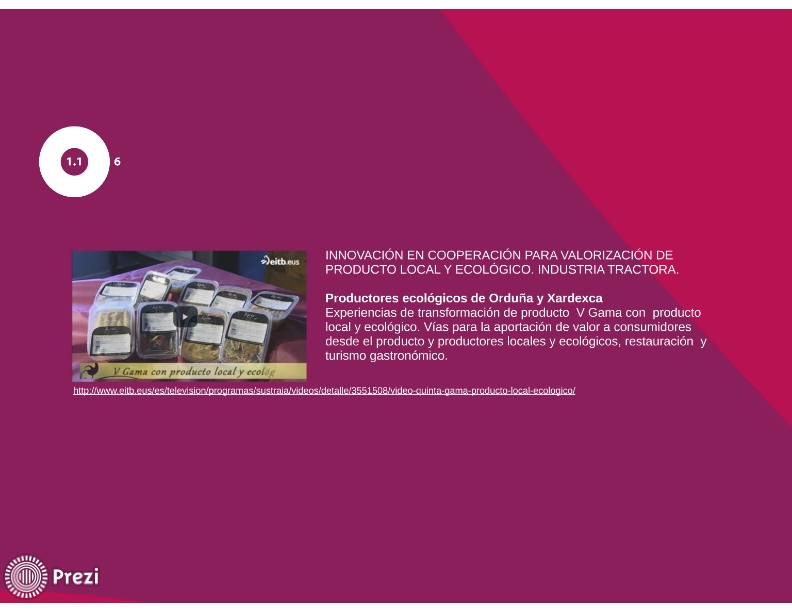 1.1 6
eitb.eus
V Gama con producto local y ecológ
INNOVACIÓN EN COOPERACIÓN PARA VALORIZACIÓN DE
PRODUCTO LOCAL Y ECOLÓGICO. INDUSTRIA TRACTORA.
Productores ecológicos de Orduña y Xardexca
Experiencias de transformación de producto V Gama con producto
local y ecológico. Vías para la aportación de valor a consumidores
desde el producto y productores locales y ecológicos, restauración y
turismo gastronómico.
http://www.eitb.eus/es/television/programas/sustraia/videos/detalle/3551508/video-quinta-gama-producto-local-ecologico/
Prezi